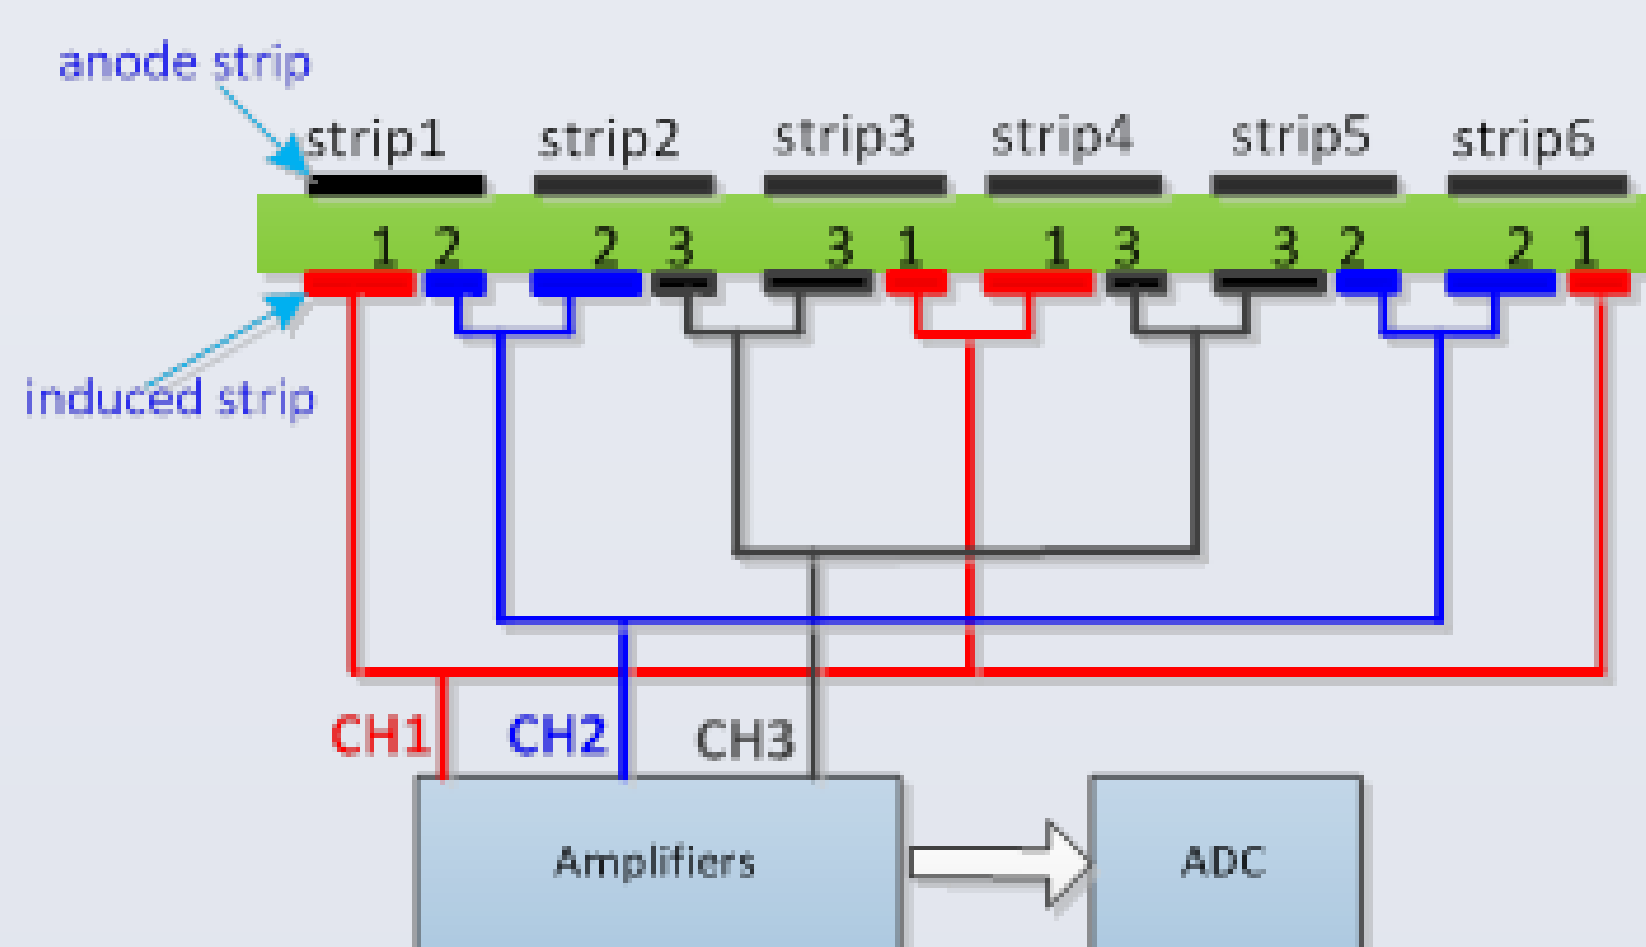 anode strip
strip1 strip2 strip3 strip4 strip5 strip6
1 2 2 3 3 1 1 3 3 2 2 1
induced strip
CH1 CH2 CH3
Amplifiers ADC